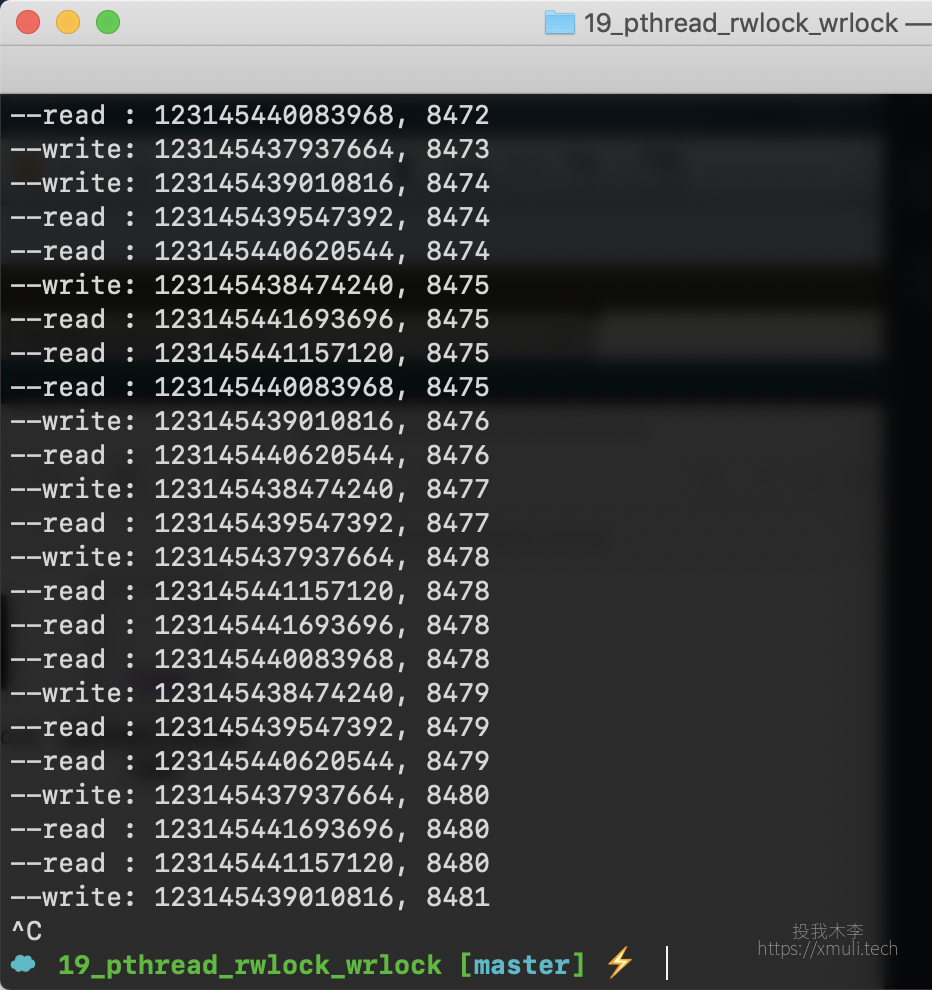 19_pthread_rwlock_wrlock —
--read : 123145440083968, 8472
--write: 123145437937664, 8473
--write: 123145439010816, 8474
--read : 123145439547392, 8474
--read : 123145440620544, 8474
--write: 123145438474240, 8475
--read : 123145441693696, 8475
--read : 123145441157120, 8475
--read : 123145440083968, 8475
--write: 123145439010816, 8476
--read : 123145440620544, 8476
--write: 123145438474240, 8477
--read : 123145439547392, 8477
--write: 123145437937664, 8478
--read : 123145441157120, 8478
--read : 123145441693696, 8478
--read : 123145440083968, 8478
--write: 123145438474240, 8479
--read : 123145439547392, 8479
--read : 123145440620544, 8479
--write: 123145437937664, 8480
--read : 123145441693696, 8480
--read : 123145441157120, 8480
--write: 123145439010816, 8481
^C
19_pthread_rwlock_wrlock [master] ⚡
投我木李
https://xmuli.tech